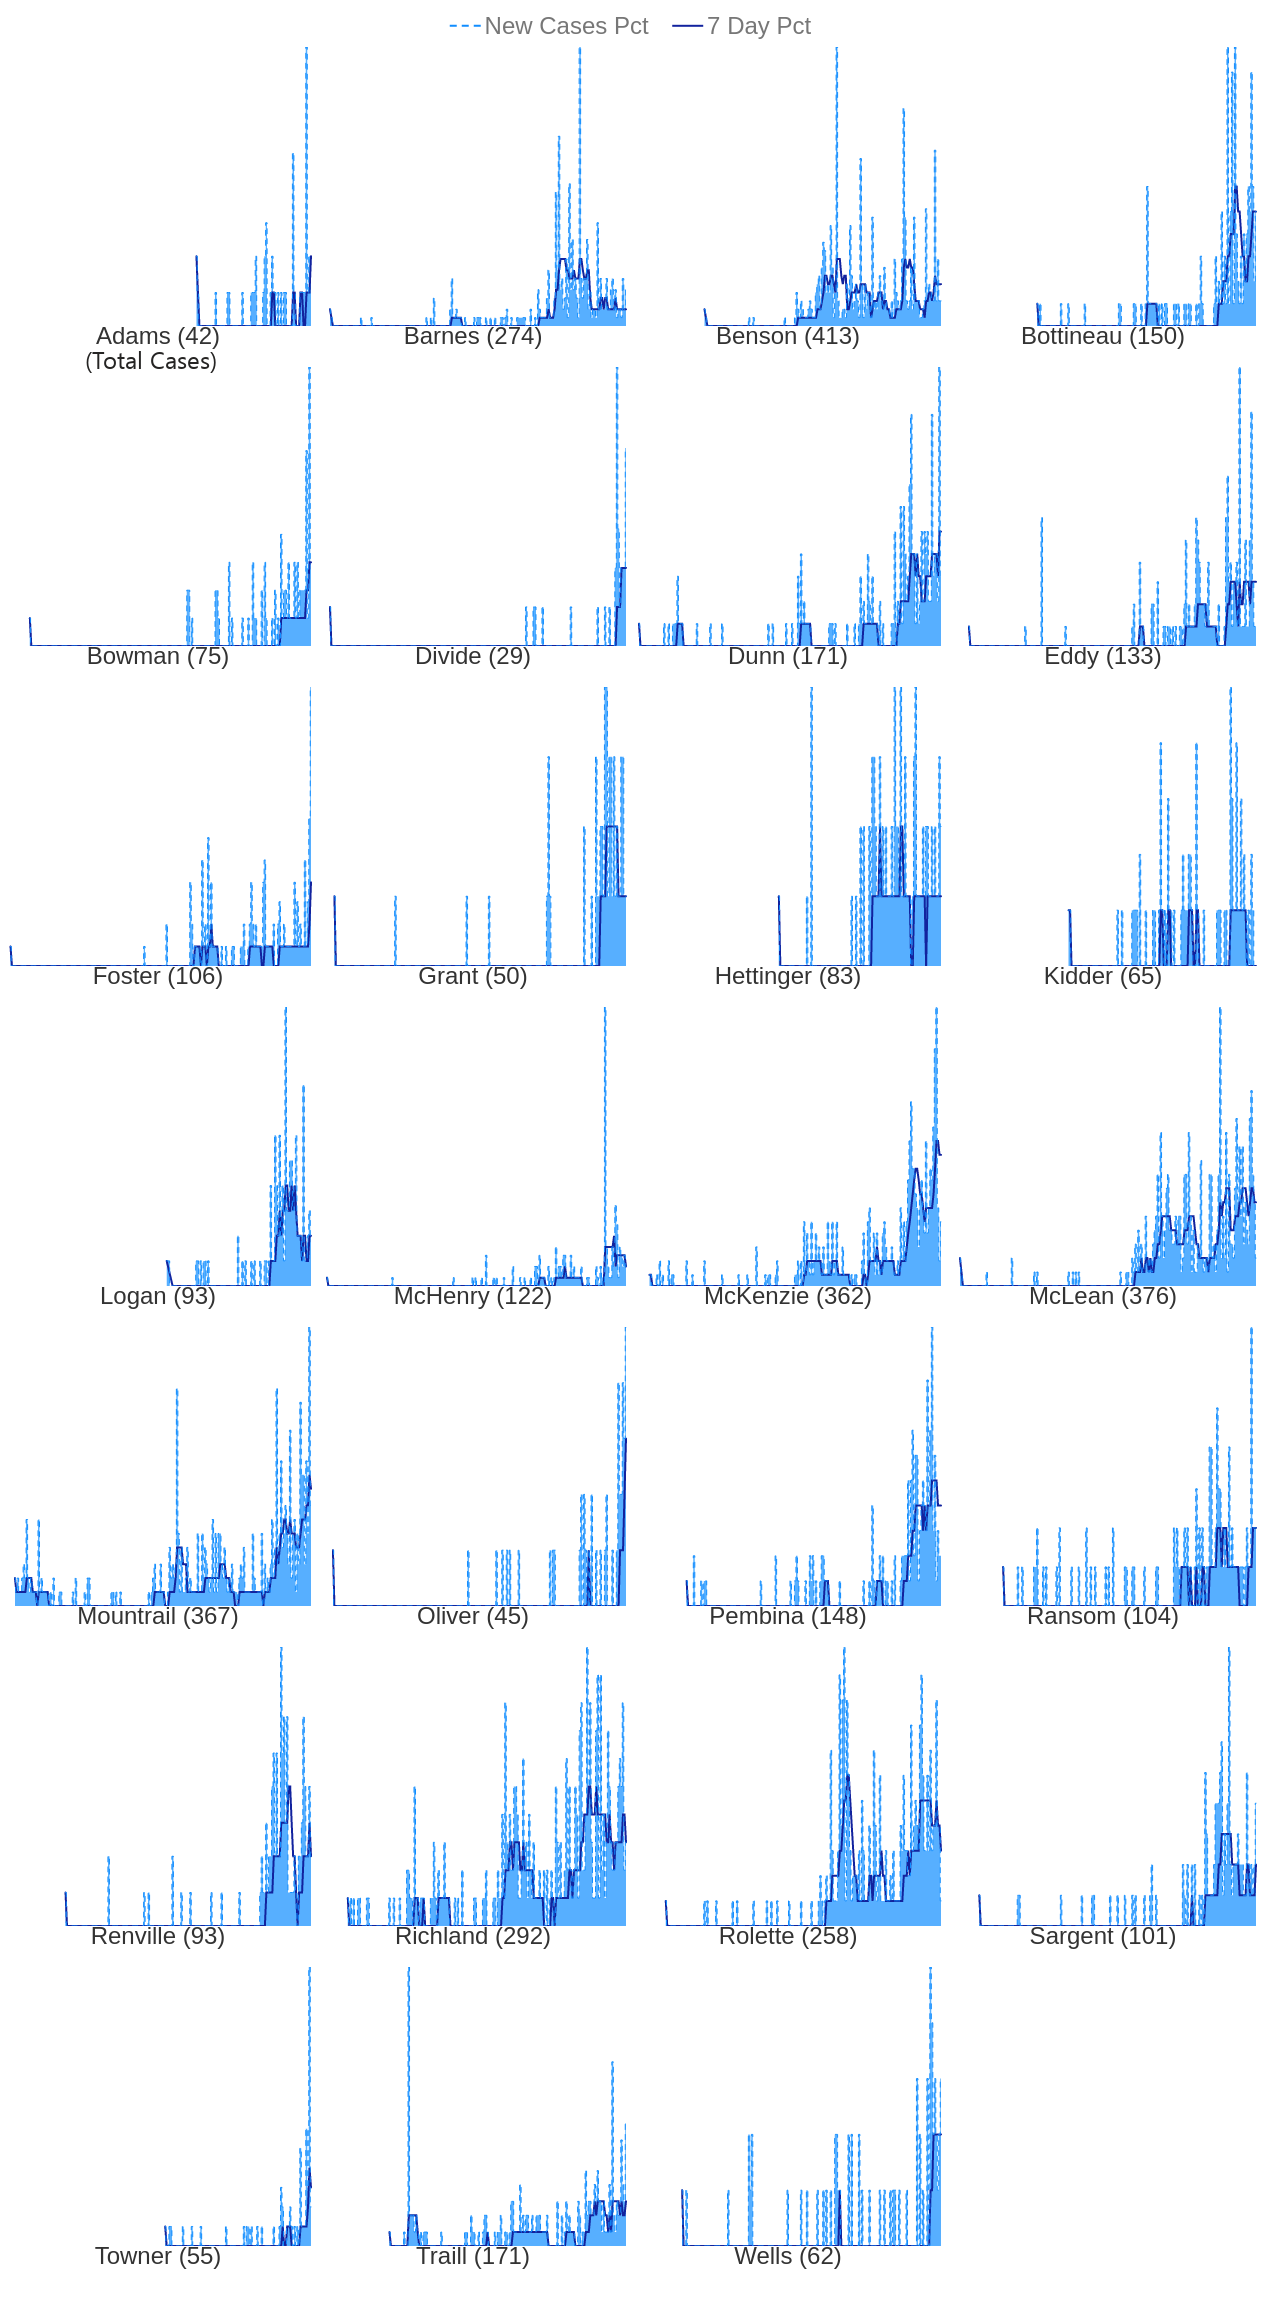 New Cases Pct 7 Day Pct
Adams (42) Barnes (274) Benson (413) Bottineau (150)
(Total Cases)
Bowman (75) Divide (29) Dunn (171) Eddy (133)
Foster (106) Grant (50) Hettinger (83) Kidder (65)
Logan (93) McHenry (122) McKenzie (362) McLean (376)
Mountrail (367) Oliver (45) Pembina (148) Ransom (104)
Renville (93) Richland (292) Rolette (258) Sargent (101)
Towner (55) Traill (171) Wells (62)